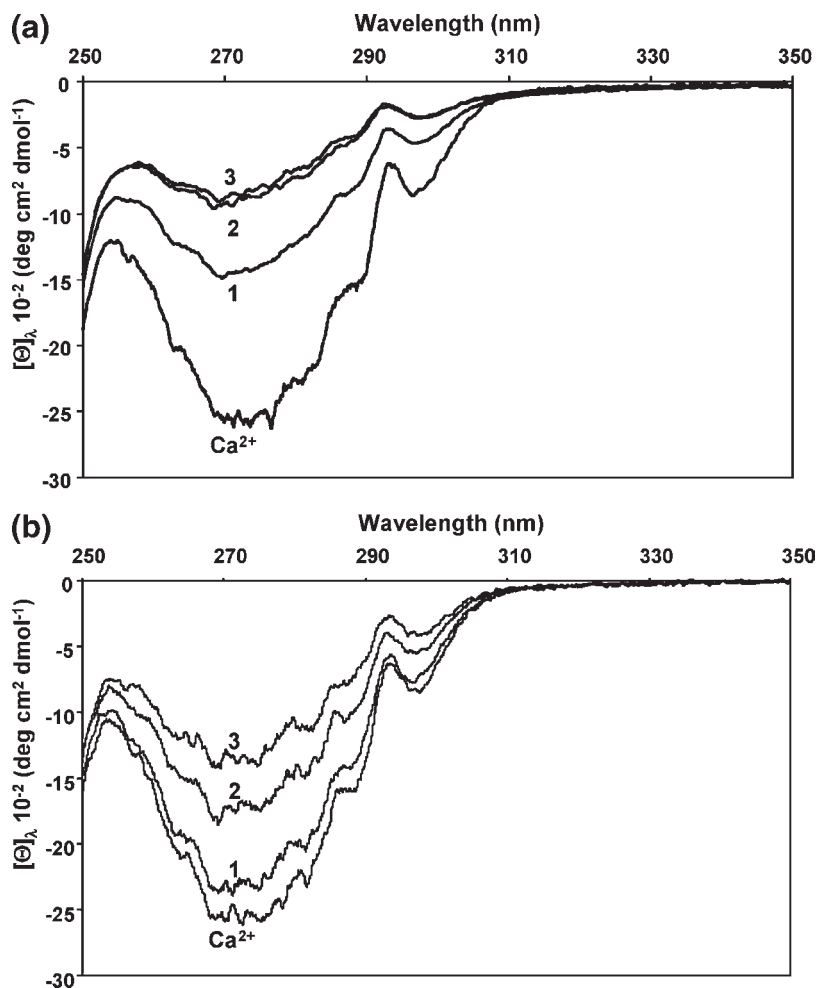 (a)
Wavelength (nm)
250 270 290 310 330 350
0
-5
-10
-15
-20
-25
-30
[Θ]λ 10⁻² (deg cm² dmol⁻¹)
3
2
1
Ca²⁺
(b)
Wavelength (nm)
250 270 290 310 330 350
0
-5
-10
-15
-20
-25
-30
[Θ]λ 10⁻² (deg cm² dmol⁻¹)
3
2
1
Ca²⁺